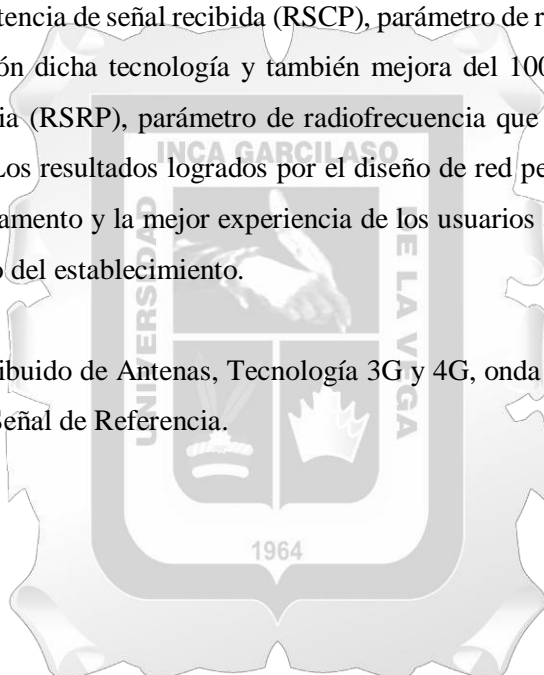 tencia de señal recibida (RSCP), parámetro de r
ón dicha tecnología y también mejora del 100
ia (RSRP), parámetro de radiofrecuencia que
Los resultados logrados por el diseño de red pe
amento y la mejor experiencia de los usuarios
o del establecimiento.
ribuido de Antenas, Tecnología 3G y 4G, onda
Señal de Referencia.
INCA GARCILASO
UNIVERSIDAD
DE LA VEGA
1964